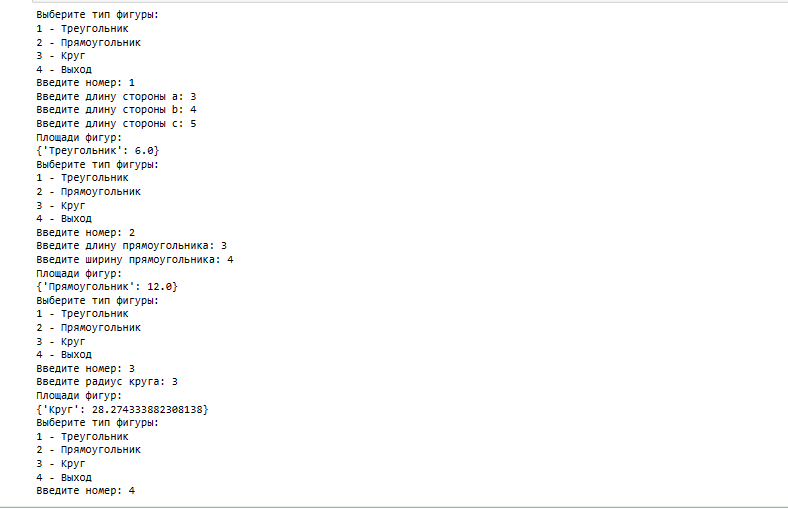 Выберите тип фигуры:
1 - Треугольник
2 - Прямоугольник
3 - Круг
4 - Выход
Введите номер: 1
Введите длину стороны a: 3
Введите длину стороны b: 4
Введите длину стороны c: 5
Площади фигур:
{'Треугольник': 6.0}
Выберите тип фигуры:
1 - Треугольник
2 - Прямоугольник
3 - Круг
4 - Выход
Введите номер: 2
Введите длину прямоугольника: 3
Введите ширину прямоугольника: 4
Площади фигур:
{'Прямоугольник': 12.0}
Выберите тип фигуры:
1 - Треугольник
2 - Прямоугольник
3 - Круг
4 - Выход
Введите номер: 3
Введите радиус круга: 3
Площади фигур:
{'Круг': 28.274333882308138}
Выберите тип фигуры:
1 - Треугольник
2 - Прямоугольник
3 - Круг
4 - Выход
Введите номер: 4